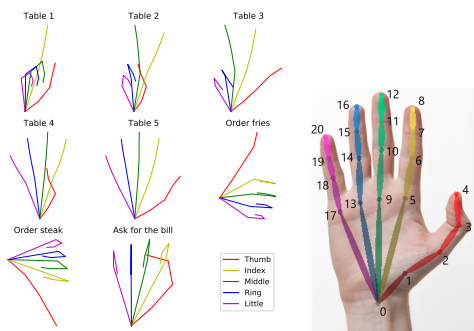 Table 1 Table 2 Table 3
Table 4 Table 5 Order fries
Order steak Ask for the bill
Thumb
Index
Middle
Ring
Little
12
16 8
11
15 7
20
14 10 6
19
18 4
17 13 9 5
3
2
1
0